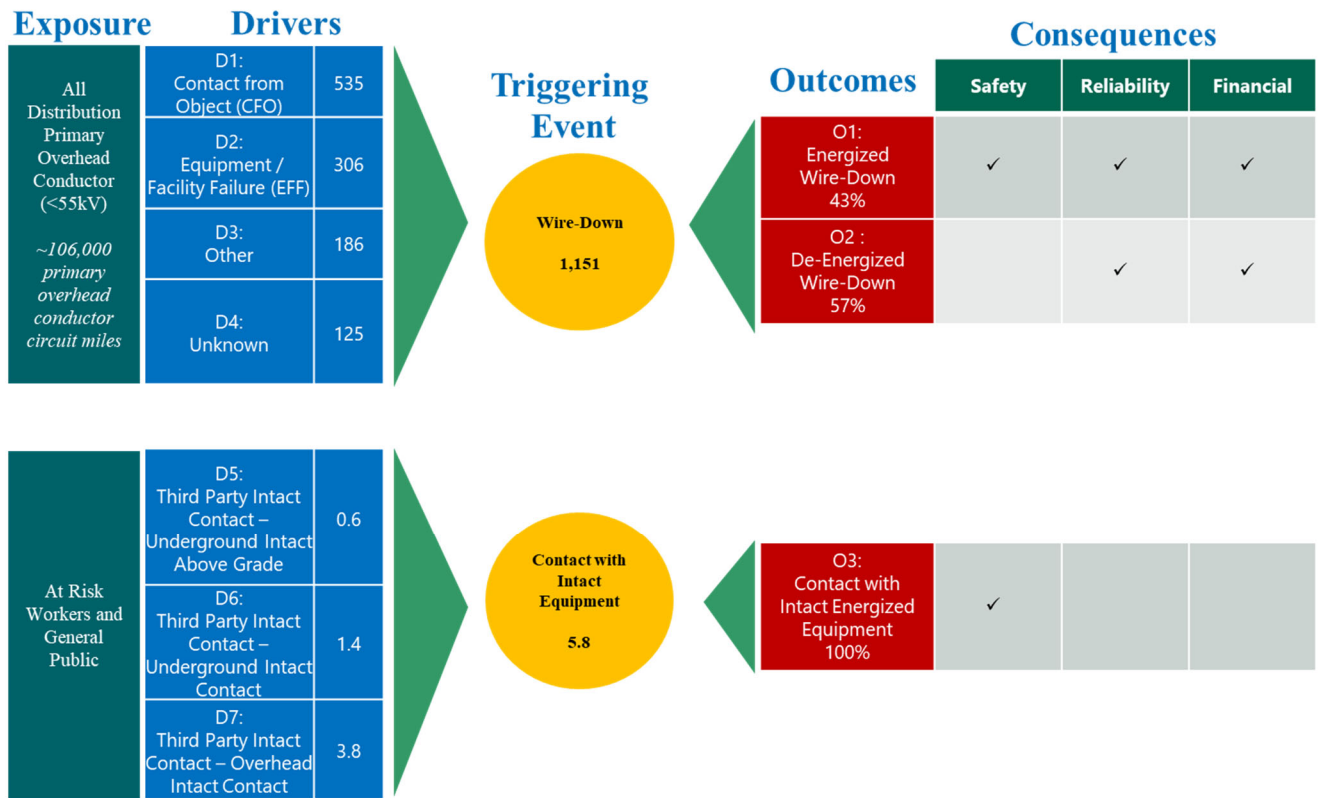 Exposure
Drivers
Consequences
Triggering
Event
Outcomes
Safety
Reliability
Financial
All
Distribution
Primary
Overhead
Conductor
(<55kV)
~106,000
primary
overhead
conductor
circuit miles
D1:
Contact from
Object (CFO)
535
D2:
Equipment /
Facility Failure (EFF)
306
D3:
Other
186
D4:
Unknown
125
Wire-Down
1,151
O1:
Energized
Wire-Down
43%
✓
✓
✓
O2 :
De-Energized
Wire-Down
57%
✓
✓
At Risk
Workers and
General
Public
D5:
Third Party Intact
Contact –
Underground Intact
Above Grade
0.6
D6:
Third Party Intact
Contact –
Underground Intact
Contact
1.4
D7:
Third Party Intact
Contact – Overhead
Intact Contact
3.8
Contact with
Intact
Equipment
5.8
O3:
Contact with
Intact Energized
Equipment
100%
✓